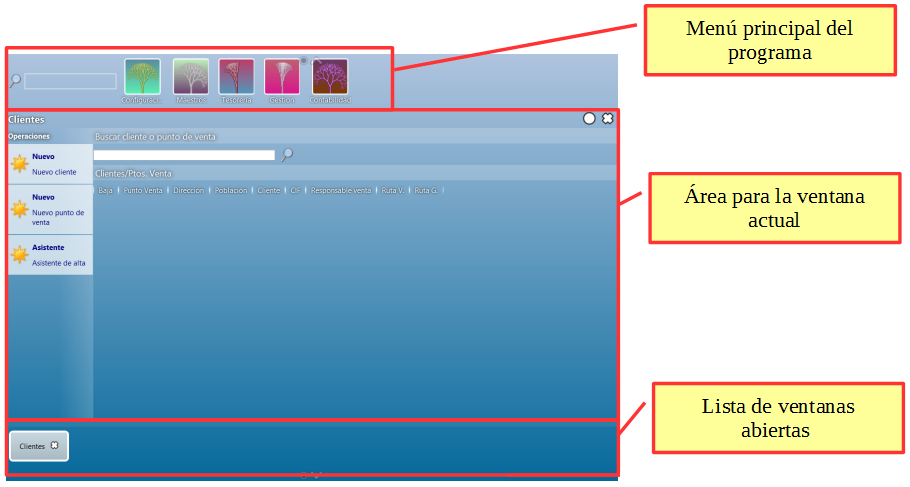 Menú principal del
programa
Configuraci...
Maestros
Tesorería
Gestión
Contabilidad
Clientes
Operaciones
Buscar cliente o punto de venta
Nuevo
Nuevo cliente
Clientes/Ptos. Venta
Baja Punto Venta Dirección Población Cliente CIF Responsable venta Ruta V. Ruta G.
Nuevo
Nuevo punto de
venta
Asistente
Asistente de alta
Área para la ventana
actual
Lista de ventanas
abiertas
Clientes